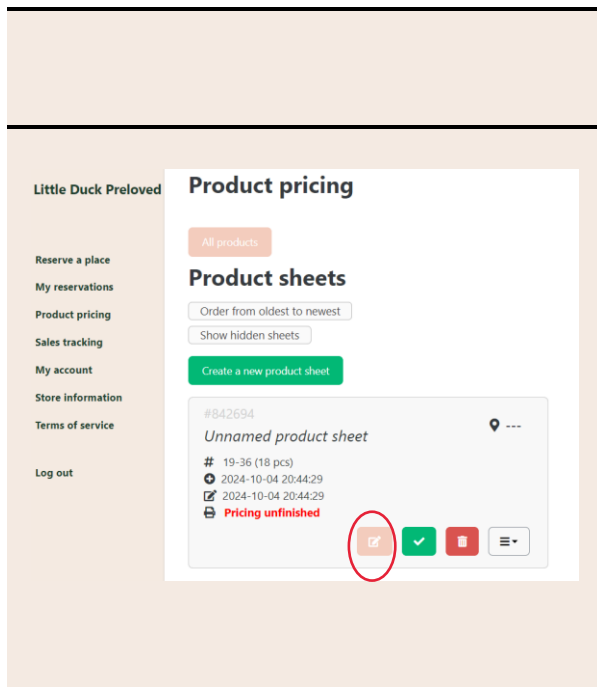 Little Duck Preloved
Reserve a place
My reservations
Product pricing
Sales tracking
My account
Store information
Terms of service
Log out
Product pricing
All products
Product sheets
Order from oldest to newest
Show hidden sheets
Create a new product sheet
#842694
Unnamed product sheet
---
# 19-36 (18 pcs)
2024-10-04 20:44:29
2024-10-04 20:44:29
Pricing unfinished